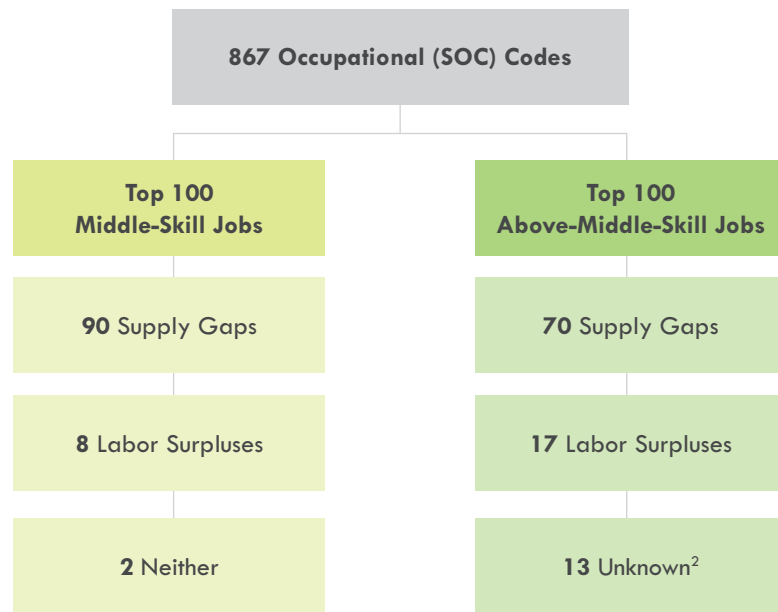 867 Occupational (SOC) Codes
Top 100
Middle-Skill Jobs
90 Supply Gaps
8 Labor Surpluses
2 Neither
Top 100
Above-Middle-Skill Jobs
70 Supply Gaps
17 Labor Surpluses
13 Unknown²